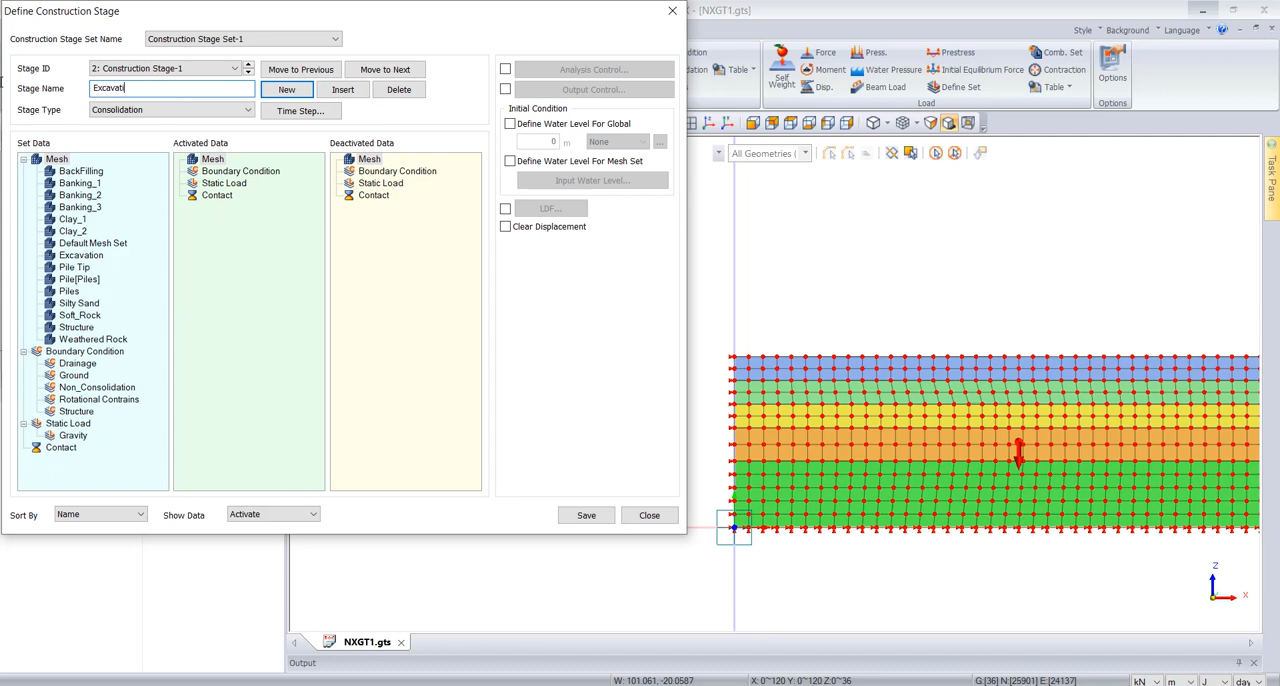 Define Construction Stage
X - [NXGT1.gts]
Construction Stage Set Name
Construction Stage Set-1
Stage ID
2: Construction Stage-1
Move to Previous
Move to Next
Stage Name
Excavati
New
Insert
Delete
Stage Type
Consolidation
Time Step...
Analysis Control...
Output Control...
Initial Condition
Define Water Level For Global
0
m
None
...
Define Water Level For Mesh Set
Input Water Level...
LDF...
Clear Displacement
Set Data
Mesh
BackFilling
Banking_1
Banking_2
Banking_3
Clay_1
Clay_2
Default Mesh Set
Excavation
Pile Tip
Pile[Piles]
Piles
Silty Sand
Soft_Rock
Structure
Weathered Rock
Boundary Condition
Drainage
Ground
Non_Consolidation
Rotational Contrains
Structure
Static Load
Gravity
Contact
Activated Data
Mesh
Boundary Condition
Static Load
Contact
Deactivated Data
Mesh
Boundary Condition
Static Load
Contact
Sort By
Name
Show Data
Activate
Save
Close
Style
Background
Language
dition
dation
Table
Self
Weight
Force
Moment
Disp.
Press.
Water Pressure
Beam Load
Prestress
Initial Equilibrium Force
Define Set
Comb. Set
Contraction
Table
Load
Options
Options
All Geometries (
Task Pane
Z
X
NXGT1.gts
Output
W: 101.061, -20.0587
X: 0~120 Y: 0~120 Z:0~36
G:[36] N:[25901] E:[24137]
kN
m
J
day